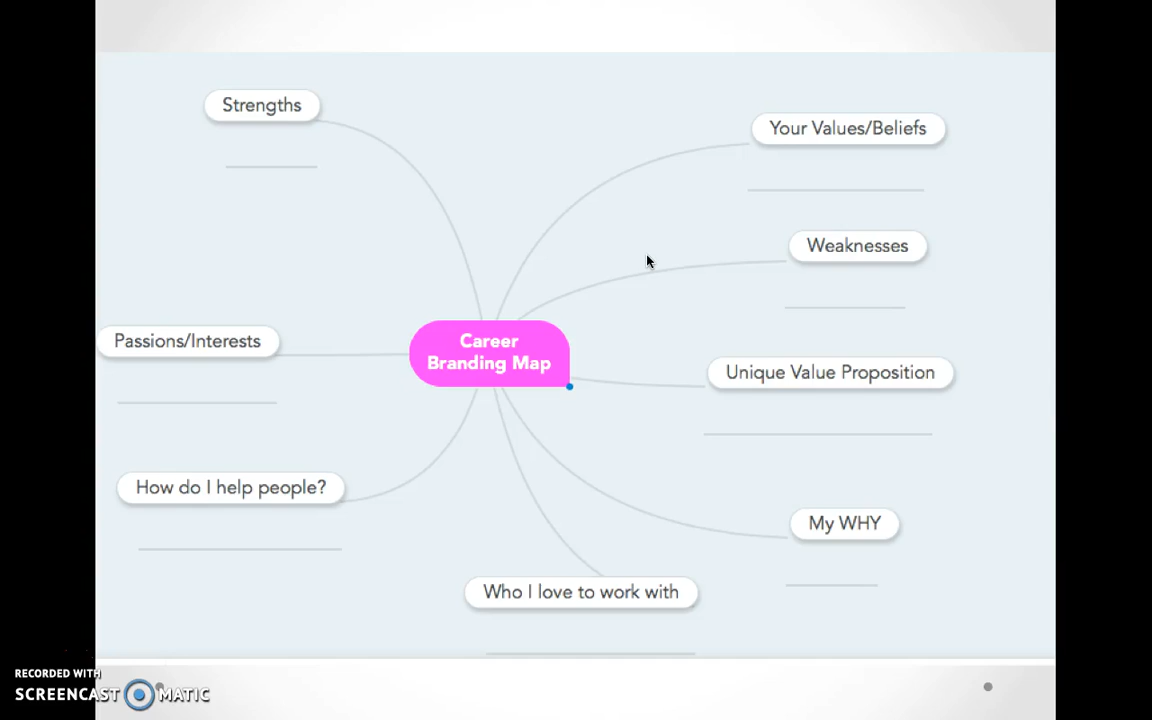 Strengths
Your Values/Beliefs
Weaknesses
Career
Branding Map
Passions/Interests
Unique Value Proposition
How do I help people?
My WHY
Who I love to work with
RECORDED WITH
SCREENCAST MATIC